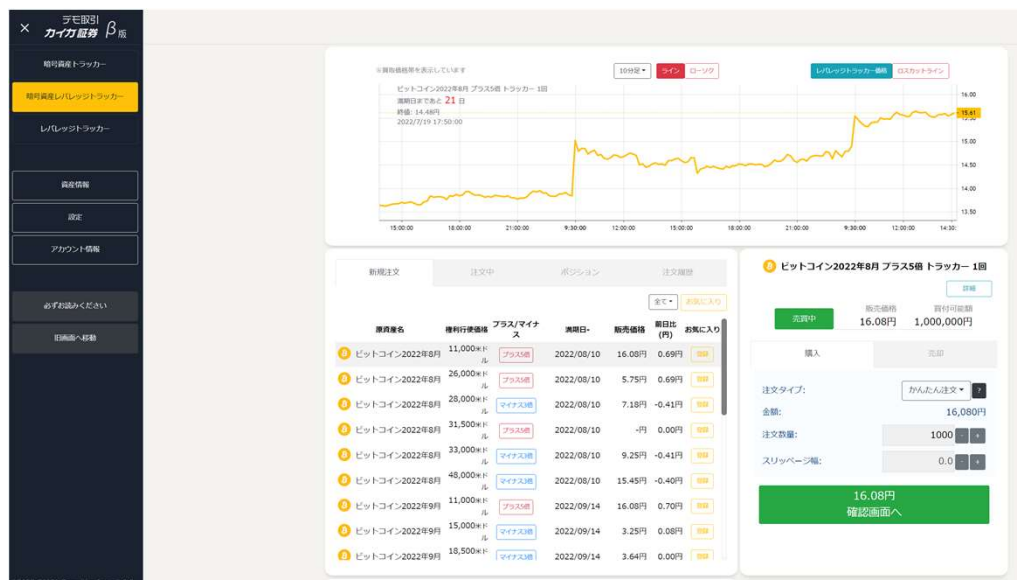 デモ取引
× カイカ証券 β版
暗号資産トラッカー
暗号資産レバレッジトラッカー
レバレッジトラッカー
資産情報
設定
アカウント情報
必ずお読みください
旧画面へ移動
※買取価格帯を表示しています
10分足 ライン ローソク レバレッジトラッカー価格 ロスカットライン
ビットコイン2022年8月 プラス5倍 トラッカー 1回
満期日まであと 21 日
終値: 14.48円
2022/7/19 17:50:00
16.00
15.61
15.50
15.00
14.50
14.00
13.50
15:00:00 18:00:00 21:00:00 9:30:00 12:00:00 15:00:00 18:00:00 21:00:00 9:30:00 12:00:00 14:30:
新規注文 注文中 ポジション 注文履歴
全て お気に入り
原資産名 権利行使価格 プラス/マイナス 満期日 販売価格 前日比(円) お気に入り
ビットコイン2022年8月 11,000米ドル プラス5倍 2022/08/10 16.08円 0.69円 登録
ビットコイン2022年8月 26,000米ドル プラス5倍 2022/08/10 5.75円 0.69円 登録
ビットコイン2022年8月 28,000米ドル マイナス3倍 2022/08/10 7.18円 -0.41円 登録
ビットコイン2022年8月 31,500米ドル プラス5倍 2022/08/10 -円 0.00円 登録
ビットコイン2022年8月 33,000米ドル マイナス3倍 2022/08/10 9.25円 -0.41円 登録
ビットコイン2022年8月 48,000米ドル マイナス3倍 2022/08/10 15.45円 -0.40円 登録
ビットコイン2022年9月 11,000米ドル プラス5倍 2022/09/14 16.08円 0.70円 登録
ビットコイン2022年9月 15,000米ドル マイナス3倍 2022/09/14 3.25円 0.08円 登録
ビットコイン2022年9月 18,500米ドル マイナス3倍 2022/09/14 3.64円 0.00円 登録
ビットコイン2022年8月 プラス5倍 トラッカー 1回
詳細
売買中
販売価格 買付可能額
16.08円 1,000,000円
購入 売却
注文タイプ: かんたん注文 ?
金額: 16,080円
注文数量: 1000 - +
スリッページ幅: 0.0 - +
16.08円
確認画面へ